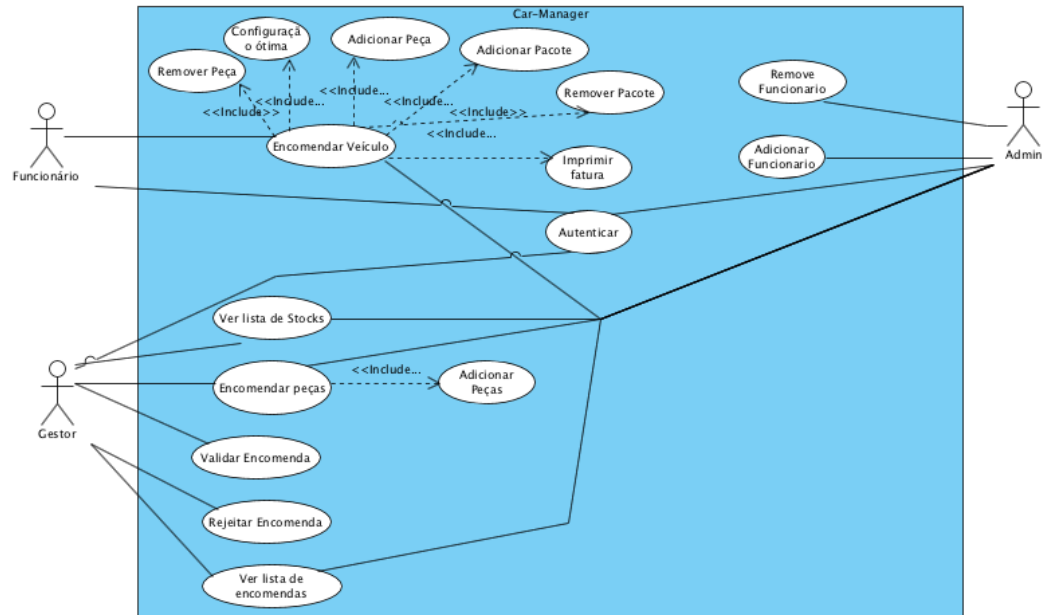 Car-Manager
Configuraçã
o ótima
Adicionar Peça
Adicionar Pacote
Remover Peça
Remover Pacote
Remove
Funcionario
<<Include...
<<Include...
<<Include...
<<Include>>
<<Include>>
<<Include...
Encomendar Veículo
Imprimir
fatura
Adicionar
Funcionario
Funcionário
Admin
Autenticar
Ver lista de Stocks
<<Include...
Encomendar peças
Adicionar
Peças
Gestor
Validar Encomenda
Rejeitar Encomenda
Ver lista de
encomendas